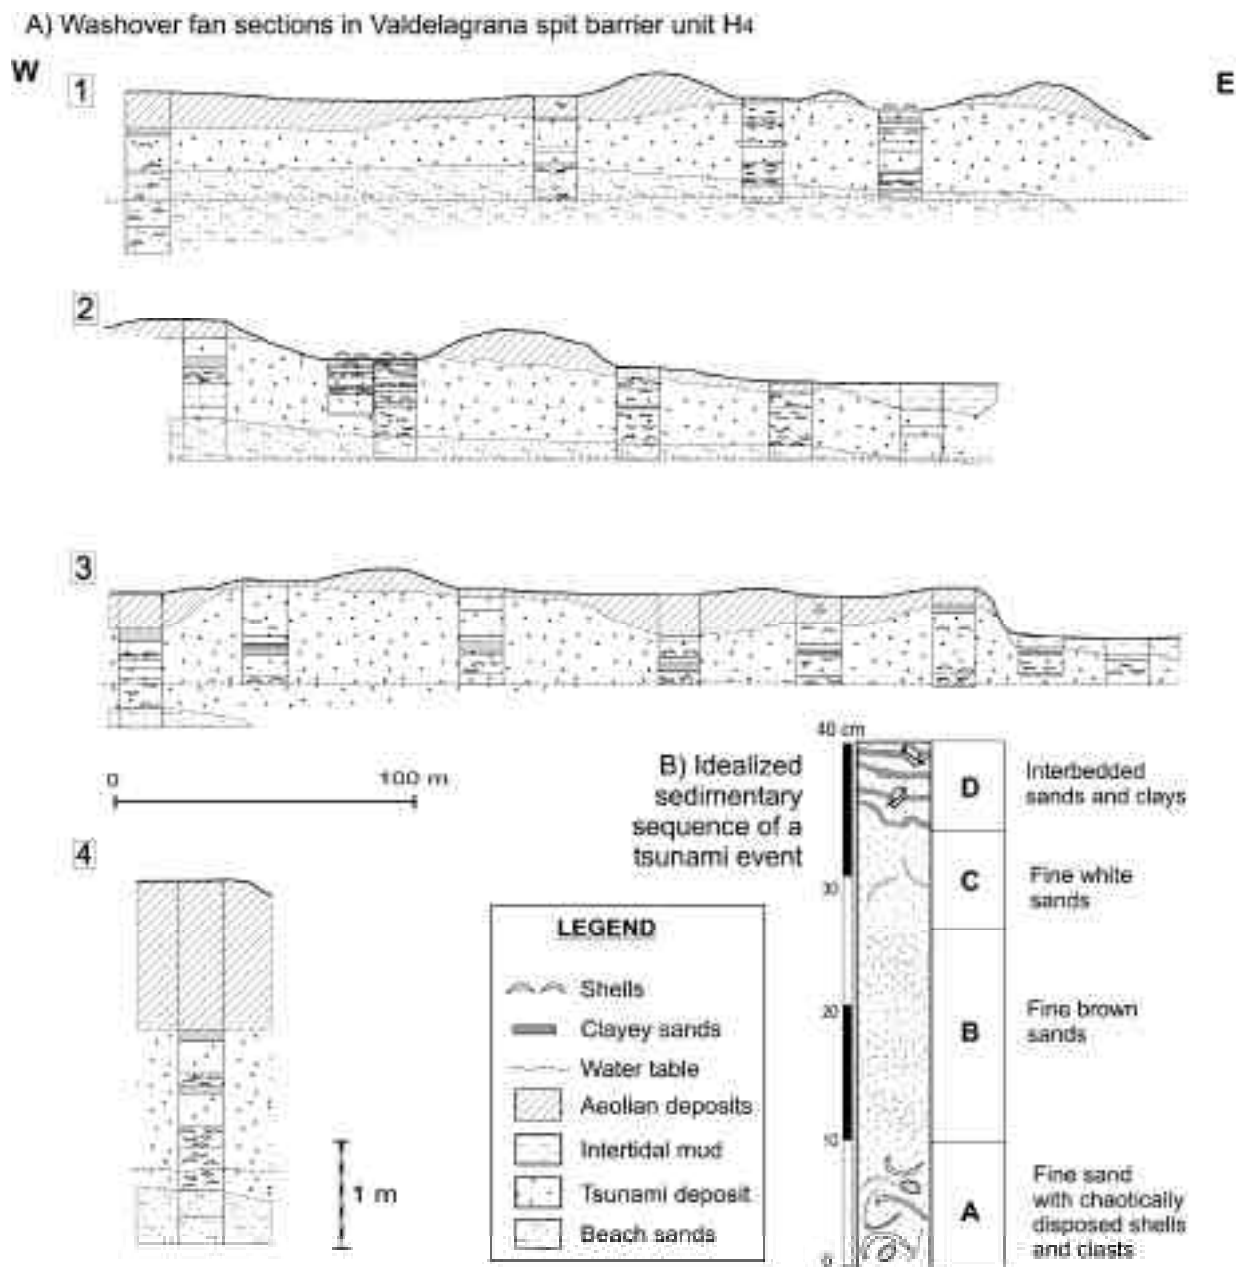 A) Washover fan sections in Valdelagrana spit barrier unit H4
W
E
1
2
3
0
100 m
4
B) Idealized
sedimentary
sequence of a
tsunami event
40 cm
30
20
10
0
D
C
B
A
Interbedded
sands and clays
Fine white
sands
Fine brown
sands
Fine sand
with chaotically
disposed shells
and clasts
LEGEND
Shells
Clayey sands
Water table
Aeolian deposits
Intertidal mud
Tsunami deposit
Beach sands
1 m